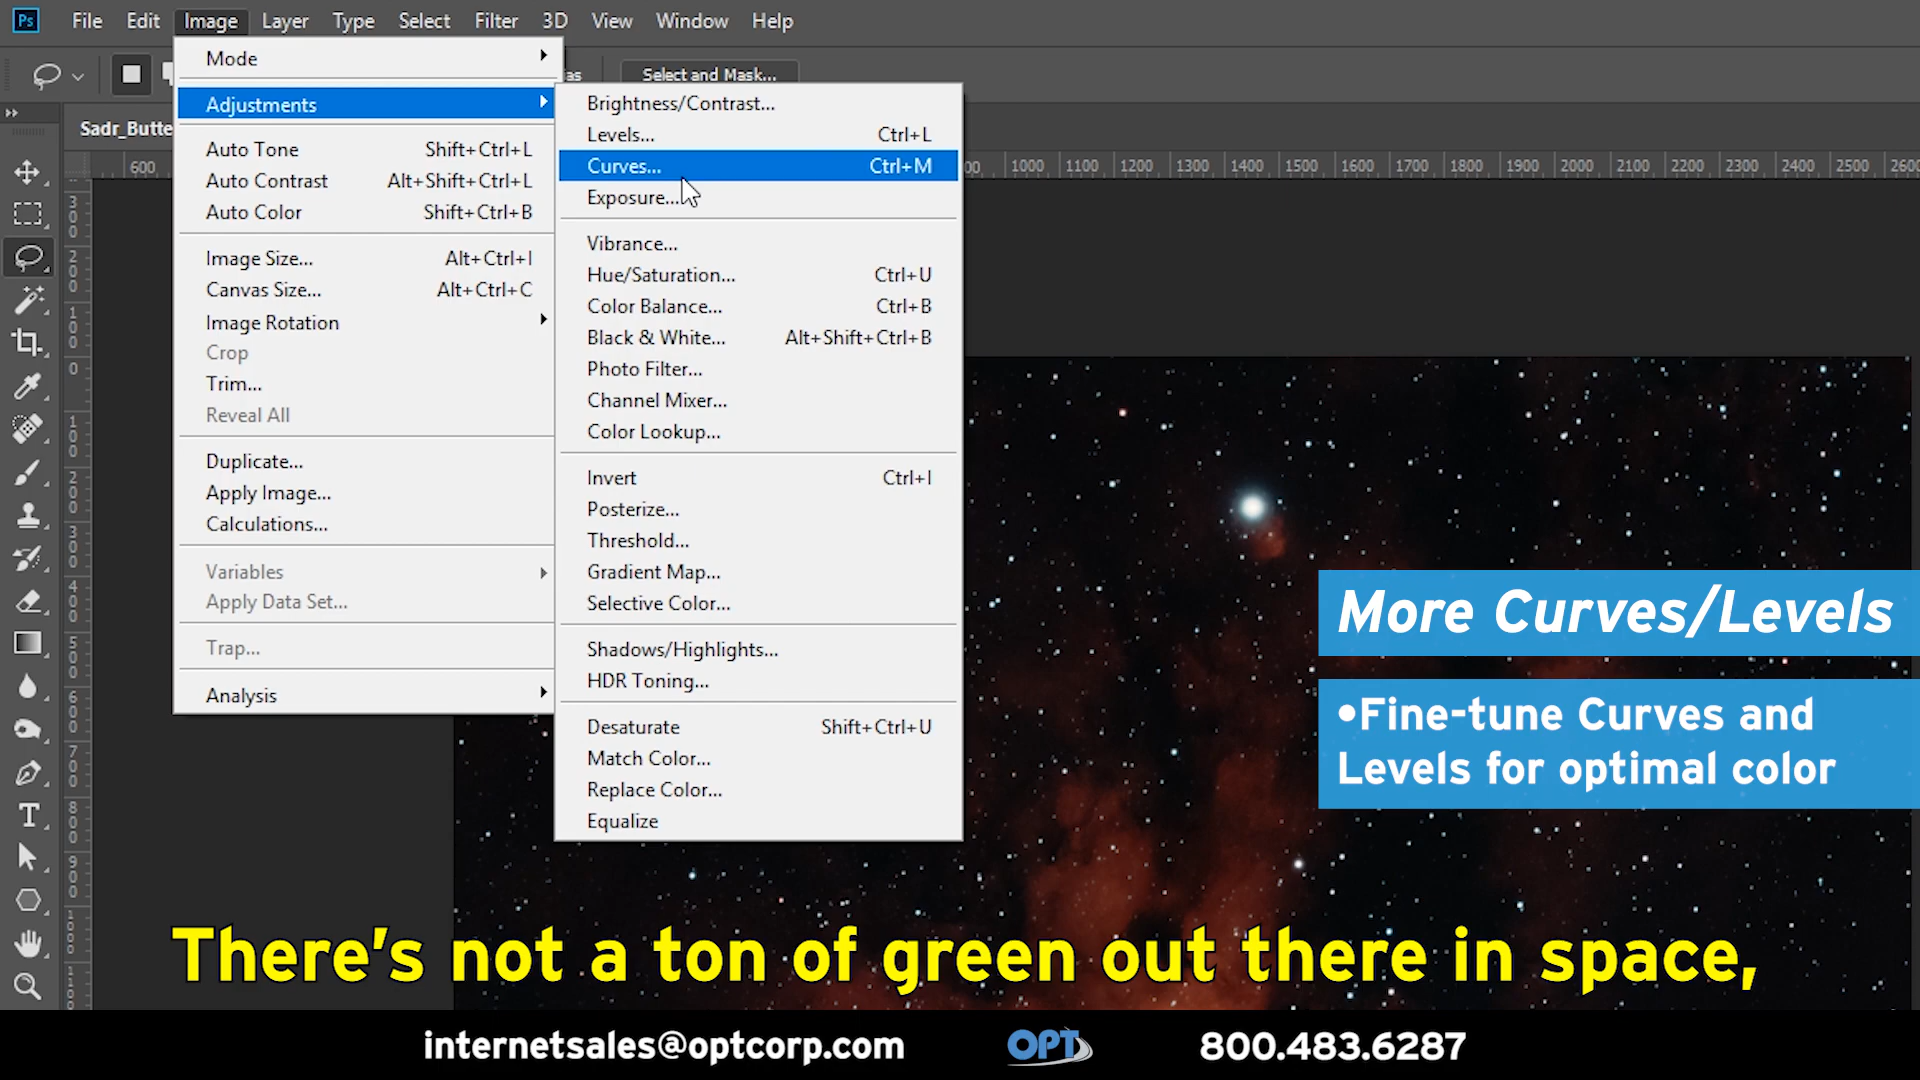 Ps File Edit Image Layer Type Select Filter 3D View Window Help
Select and Mask...
Sadr_Butte
600 1000 1100 1200 1300 1400 1500 1600 1700 1800 1900 2000 2100 2200 2300 2400 2500
Mode
Adjustments
Auto Tone Shift+Ctrl+L
Auto Contrast Alt+Shift+Ctrl+L
Auto Color Shift+Ctrl+B
Image Size... Alt+Ctrl+I
Canvas Size... Alt+Ctrl+C
Image Rotation
Crop
Trim...
Reveal All
Duplicate...
Apply Image...
Calculations...
Variables
Apply Data Set...
Trap...
Analysis
Brightness/Contrast...
Levels... Ctrl+L
Curves... Ctrl+M
Exposure...
Vibrance...
Hue/Saturation... Ctrl+U
Color Balance... Ctrl+B
Black & White... Alt+Shift+Ctrl+B
Photo Filter...
Channel Mixer...
Color Lookup...
Invert Ctrl+I
Posterize...
Threshold...
Gradient Map...
Selective Color...
Shadows/Highlights...
HDR Toning...
Desaturate Shift+Ctrl+U
Match Color...
Replace Color...
Equalize
More Curves/Levels
•Fine-tune Curves and
Levels for optimal color
There's not a ton of green out there in space,
internetsales@optcorp.com OPT 800.483.6287